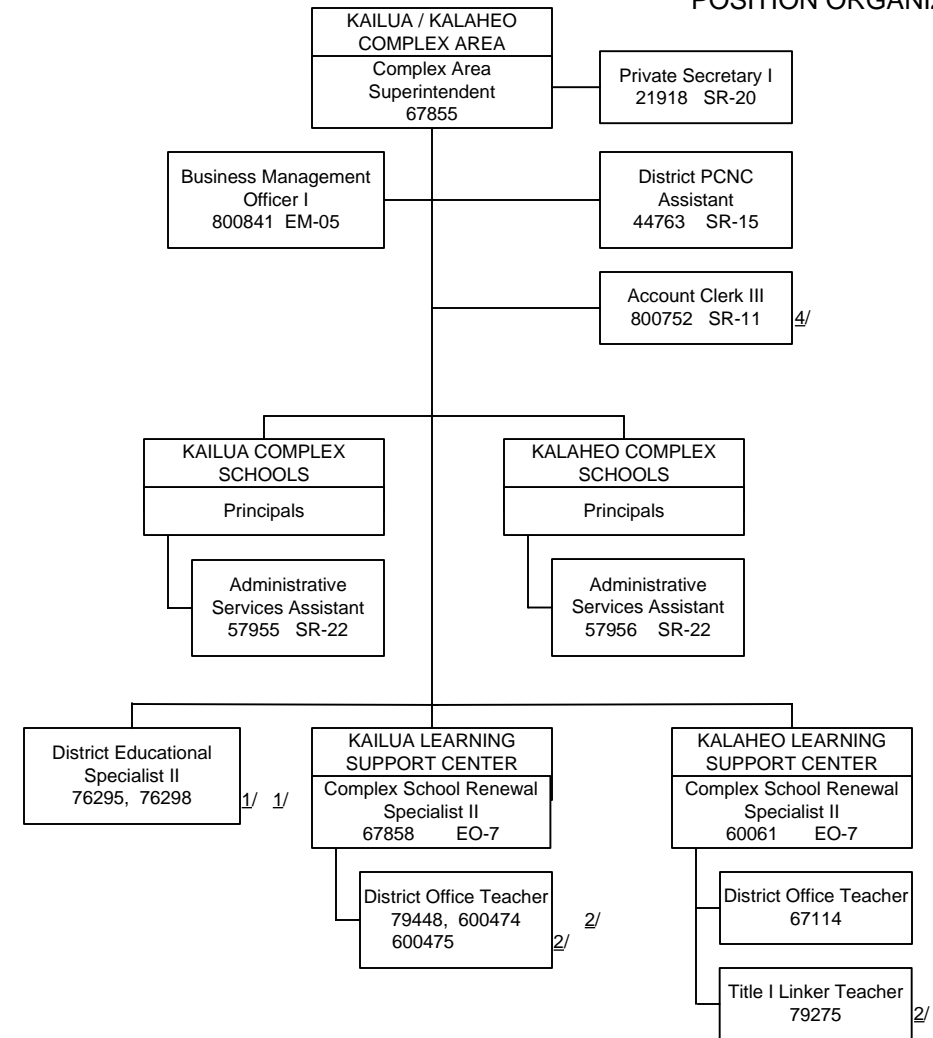 POSITION ORGANIZ
KAILUA / KALAHEO
COMPLEX AREA
Complex Area
Superintendent
67855
Private Secretary I
21918 SR-20
Business Management
Officer I
800841 EM-05
District PCNC
Assistant
44763 SR-15
Account Clerk III
800752 SR-11 4/
KAILUA COMPLEX
SCHOOLS
Principals
Administrative
Services Assistant
57955 SR-22
KALAHEO COMPLEX
SCHOOLS
Principals
Administrative
Services Assistant
57956 SR-22
District Educational
Specialist II
76295, 76298 1/ 1/
KAILUA LEARNING
SUPPORT CENTER
Complex School Renewal
Specialist II
67858 EO-7
District Office Teacher
79448, 600474 2/
600475 2/
KALAHEO LEARNING
SUPPORT CENTER
Complex School Renewal
Specialist II
60061 EO-7
District Office Teacher
67114
Title I Linker Teacher
79275 2/